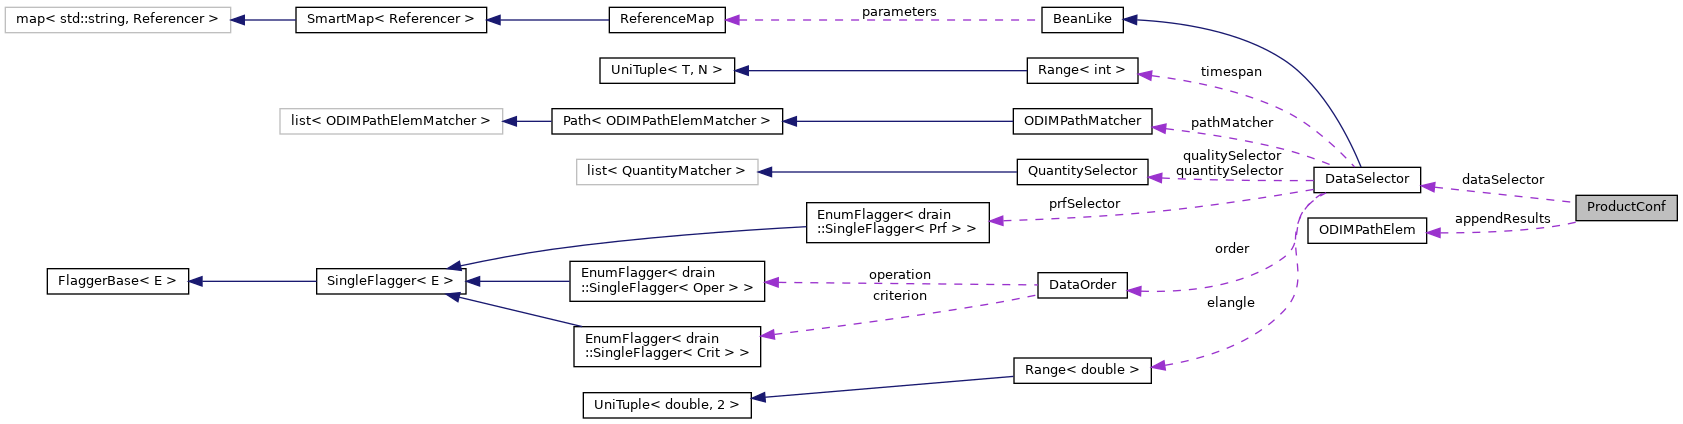 map< std::string, Referencer >
SmartMap< Referencer >
ReferenceMap
parameters
BeanLike
UniTuple< T, N >
Range< int >
timespan
list< ODIMPathElemMatcher >
Path< ODIMPathElemMatcher >
ODIMPathMatcher
pathMatcher
list< QuantityMatcher >
QuantitySelector
qualitySelector
quantitySelector
DataSelector
dataSelector
ProductConf
EnumFlagger< drain
::SingleFlagger< Prf > >
prfSelector
ODIMPathElem
appendResults
order
FlaggerBase< E >
SingleFlagger< E >
EnumFlagger< drain
::SingleFlagger< Oper > >
operation
criterion
DataOrder
elangle
EnumFlagger< drain
::SingleFlagger< Crit > >
Range< double >
UniTuple< double, 2 >